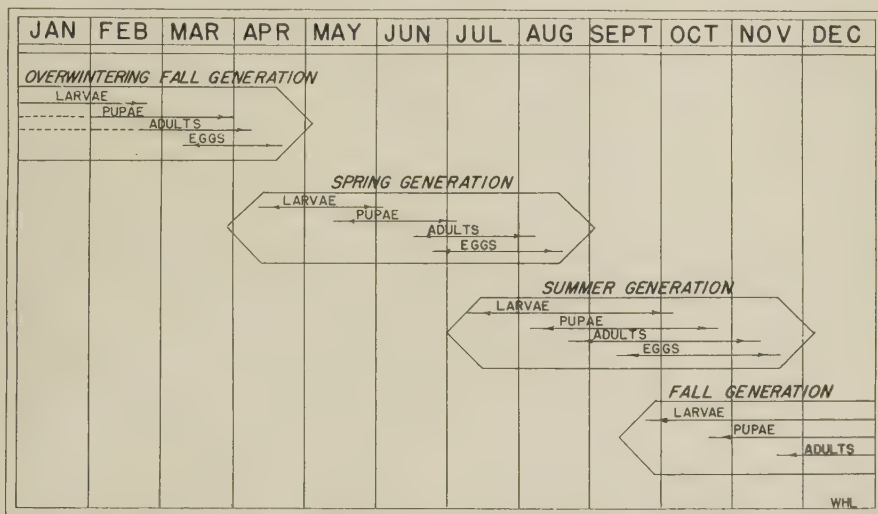 JAN FEB MAR APR MAY JUN JUL AUG SEPT OCT NOV DEC
OVERWINTERING FALL GENERATION
LARVAE
PUPAE
ADULTS
EGGS
SPRING GENERATION
LARVAE
PUPAE
ADULTS
EGGS
SUMMER GENERATION
LARVAE
PUPAE
ADULTS
EGGS
FALL GENERATION
LARVAE
PUPAE
ADULTS
WHL